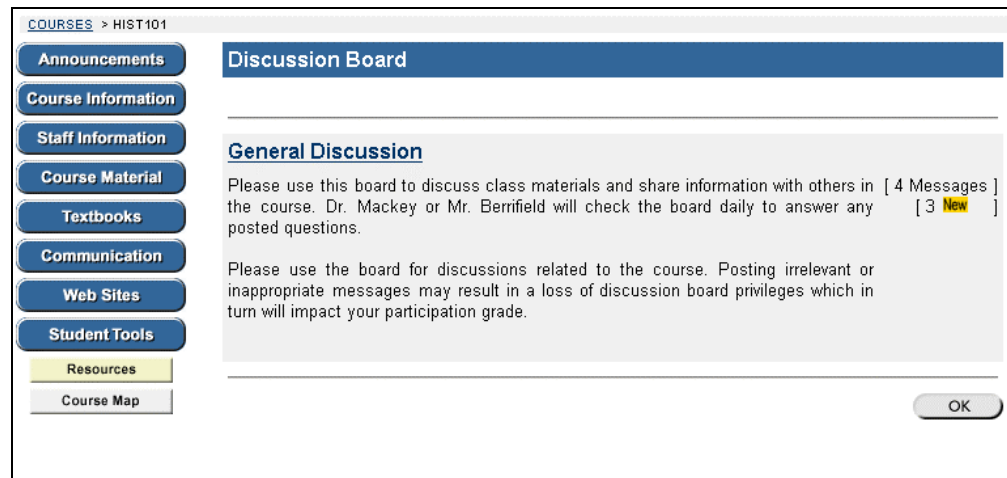 COURSES > HIST101
Announcements
Course Information
Staff Information
Course Material
Textbooks
Communication
Web Sites
Student Tools
Resources
Course Map
Discussion Board
General Discussion
Please use this board to discuss class materials and share information with others in [ 4 Messages ]
the course. Dr. Mackey or Mr. Berrifield will check the board daily to answer any [ 3 New ]
posted questions.
Please use the board for discussions related to the course. Posting irrelevant or
inappropriate messages may result in a loss of discussion board privileges which in
turn will impact your participation grade.
OK